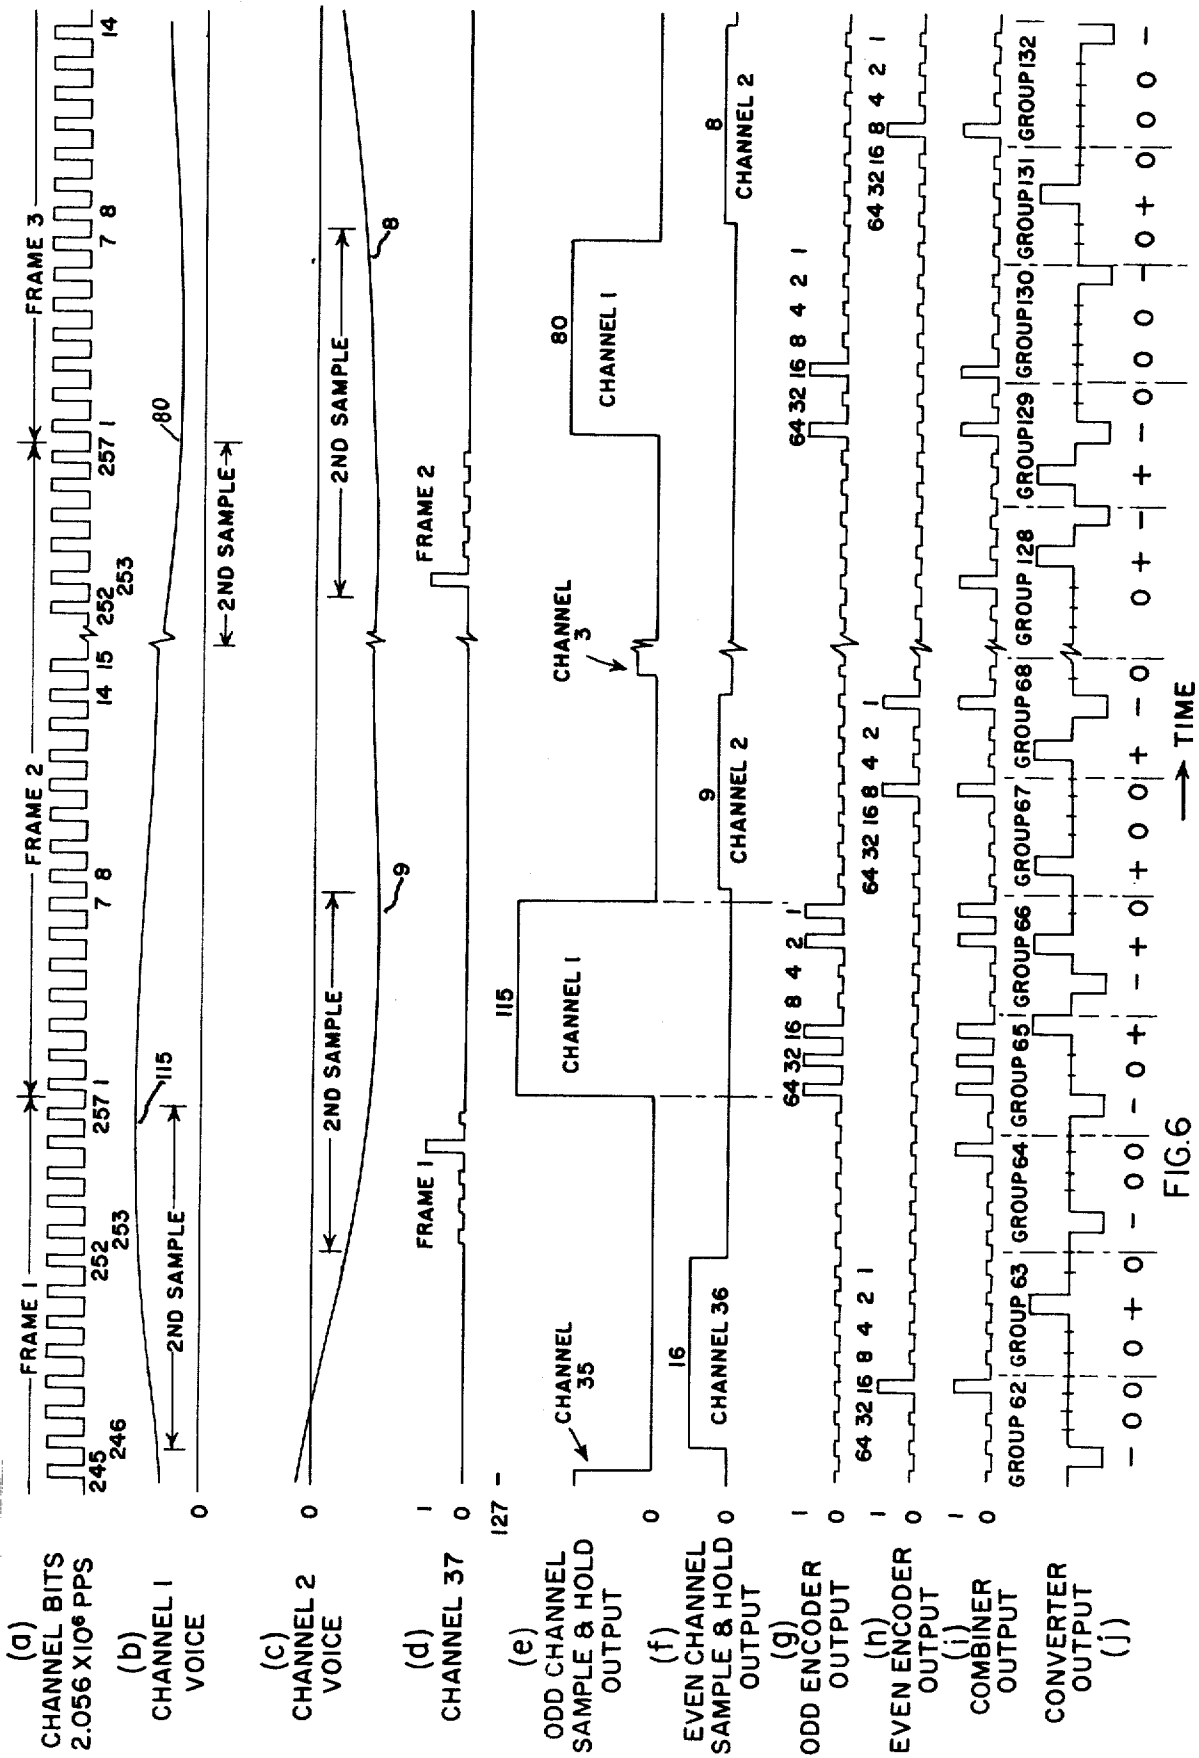 (a)
CHANNEL BITS
2.056 X10⁶ PPS
FRAME 1
FRAME 2
FRAME 3
245
246
252
253
257
1
7
8
14
15
252
253
257
1
7
8
14
(b)
CHANNEL 1
VOICE
0
2ND SAMPLE
115
2ND SAMPLE
80
(c)
CHANNEL 2
VOICE
0
2ND SAMPLE
9
2ND SAMPLE
8
(d)
CHANNEL 37
1
0
FRAME 1
FRAME 2
(e)
ODD CHANNEL
SAMPLE & HOLD
OUTPUT
127
0
CHANNEL
35
115
CHANNEL 1
CHANNEL
3
80
CHANNEL 1
(f)
EVEN CHANNEL
SAMPLE & HOLD
OUTPUT
0
16
CHANNEL 36
9
CHANNEL 2
8
CHANNEL 2
(g)
ODD ENCODER
OUTPUT
1
0
64 32 16 8 4 2 1
64 32 16 8 4 2 1
(h)
EVEN ENCODER
OUTPUT
1
0
64 32 16 8 4 2 1
64 32 16 8 4 2 1
64 32 16 8 4 2 1
(i)
COMBINER
OUTPUT
1
0
GROUP 62 GROUP 63 GROUP 64 GROUP 65 GROUP 66 GROUP 67 GROUP 68 GROUP 128 GROUP 129 GROUP 130 GROUP 131 GROUP 132
CONVERTER
OUTPUT
(j)
− 0 0 0 + 0 − 0 0 − 0 + − + 0 + 0 0 + − 0 0 + − + − 0 0 0 − 0 + 0 0 0 −
TIME
FIG.6